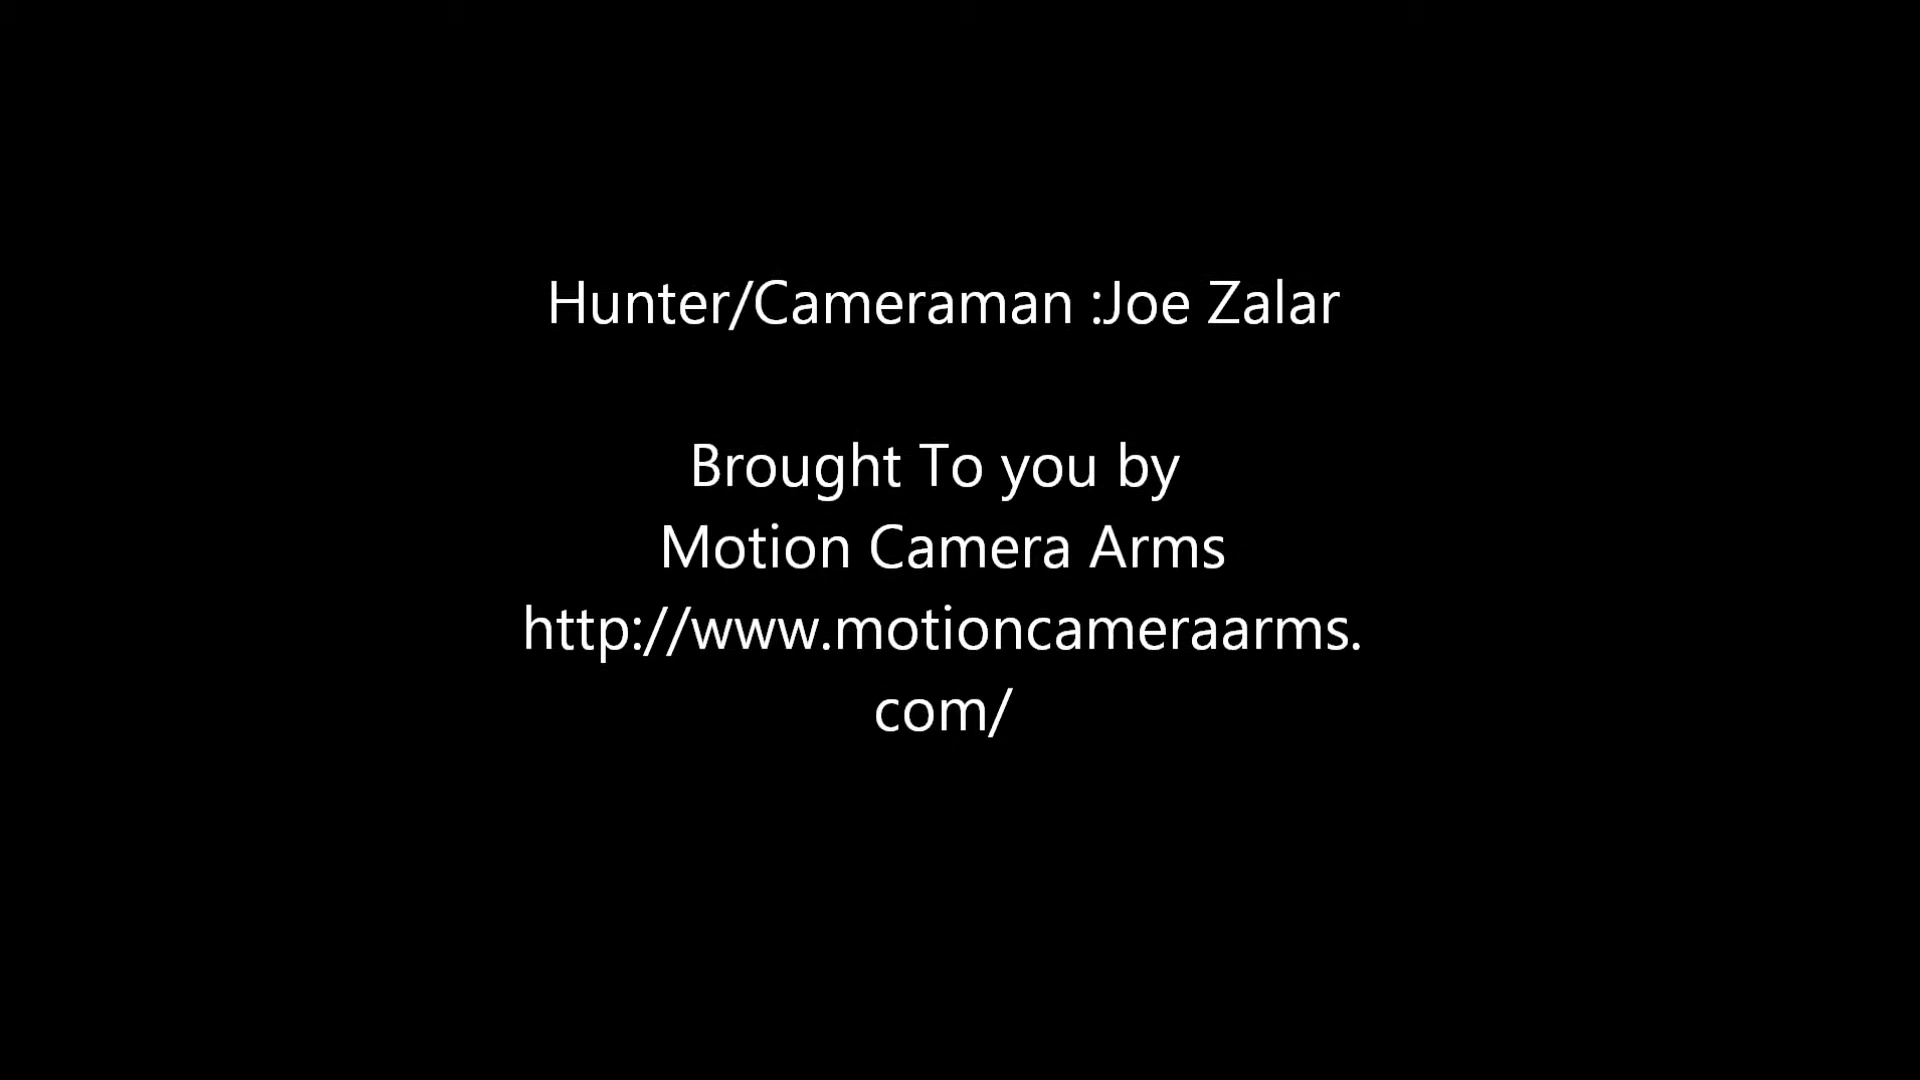 Hunter/Cameraman :Joe Zalar
Brought To you by
Motion Camera Arms
http://www.motioncameraarms.
com/